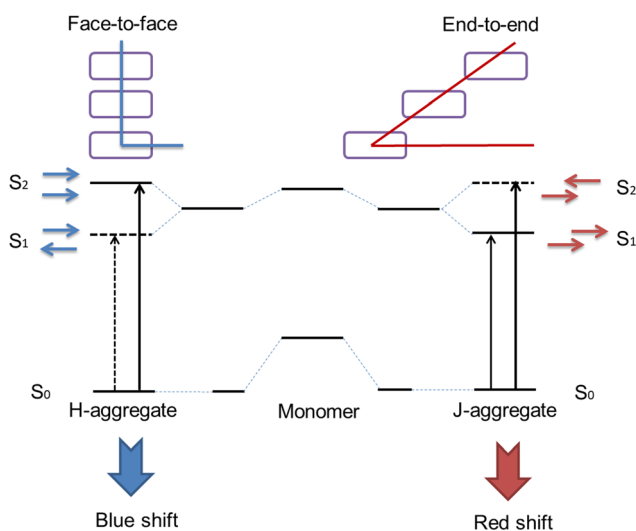 Face-to-face
End-to-end
S₂
S₂
S₁
S₁
S₀
S₀
H-aggregate
Monomer
J-aggregate
Blue shift
Red shift